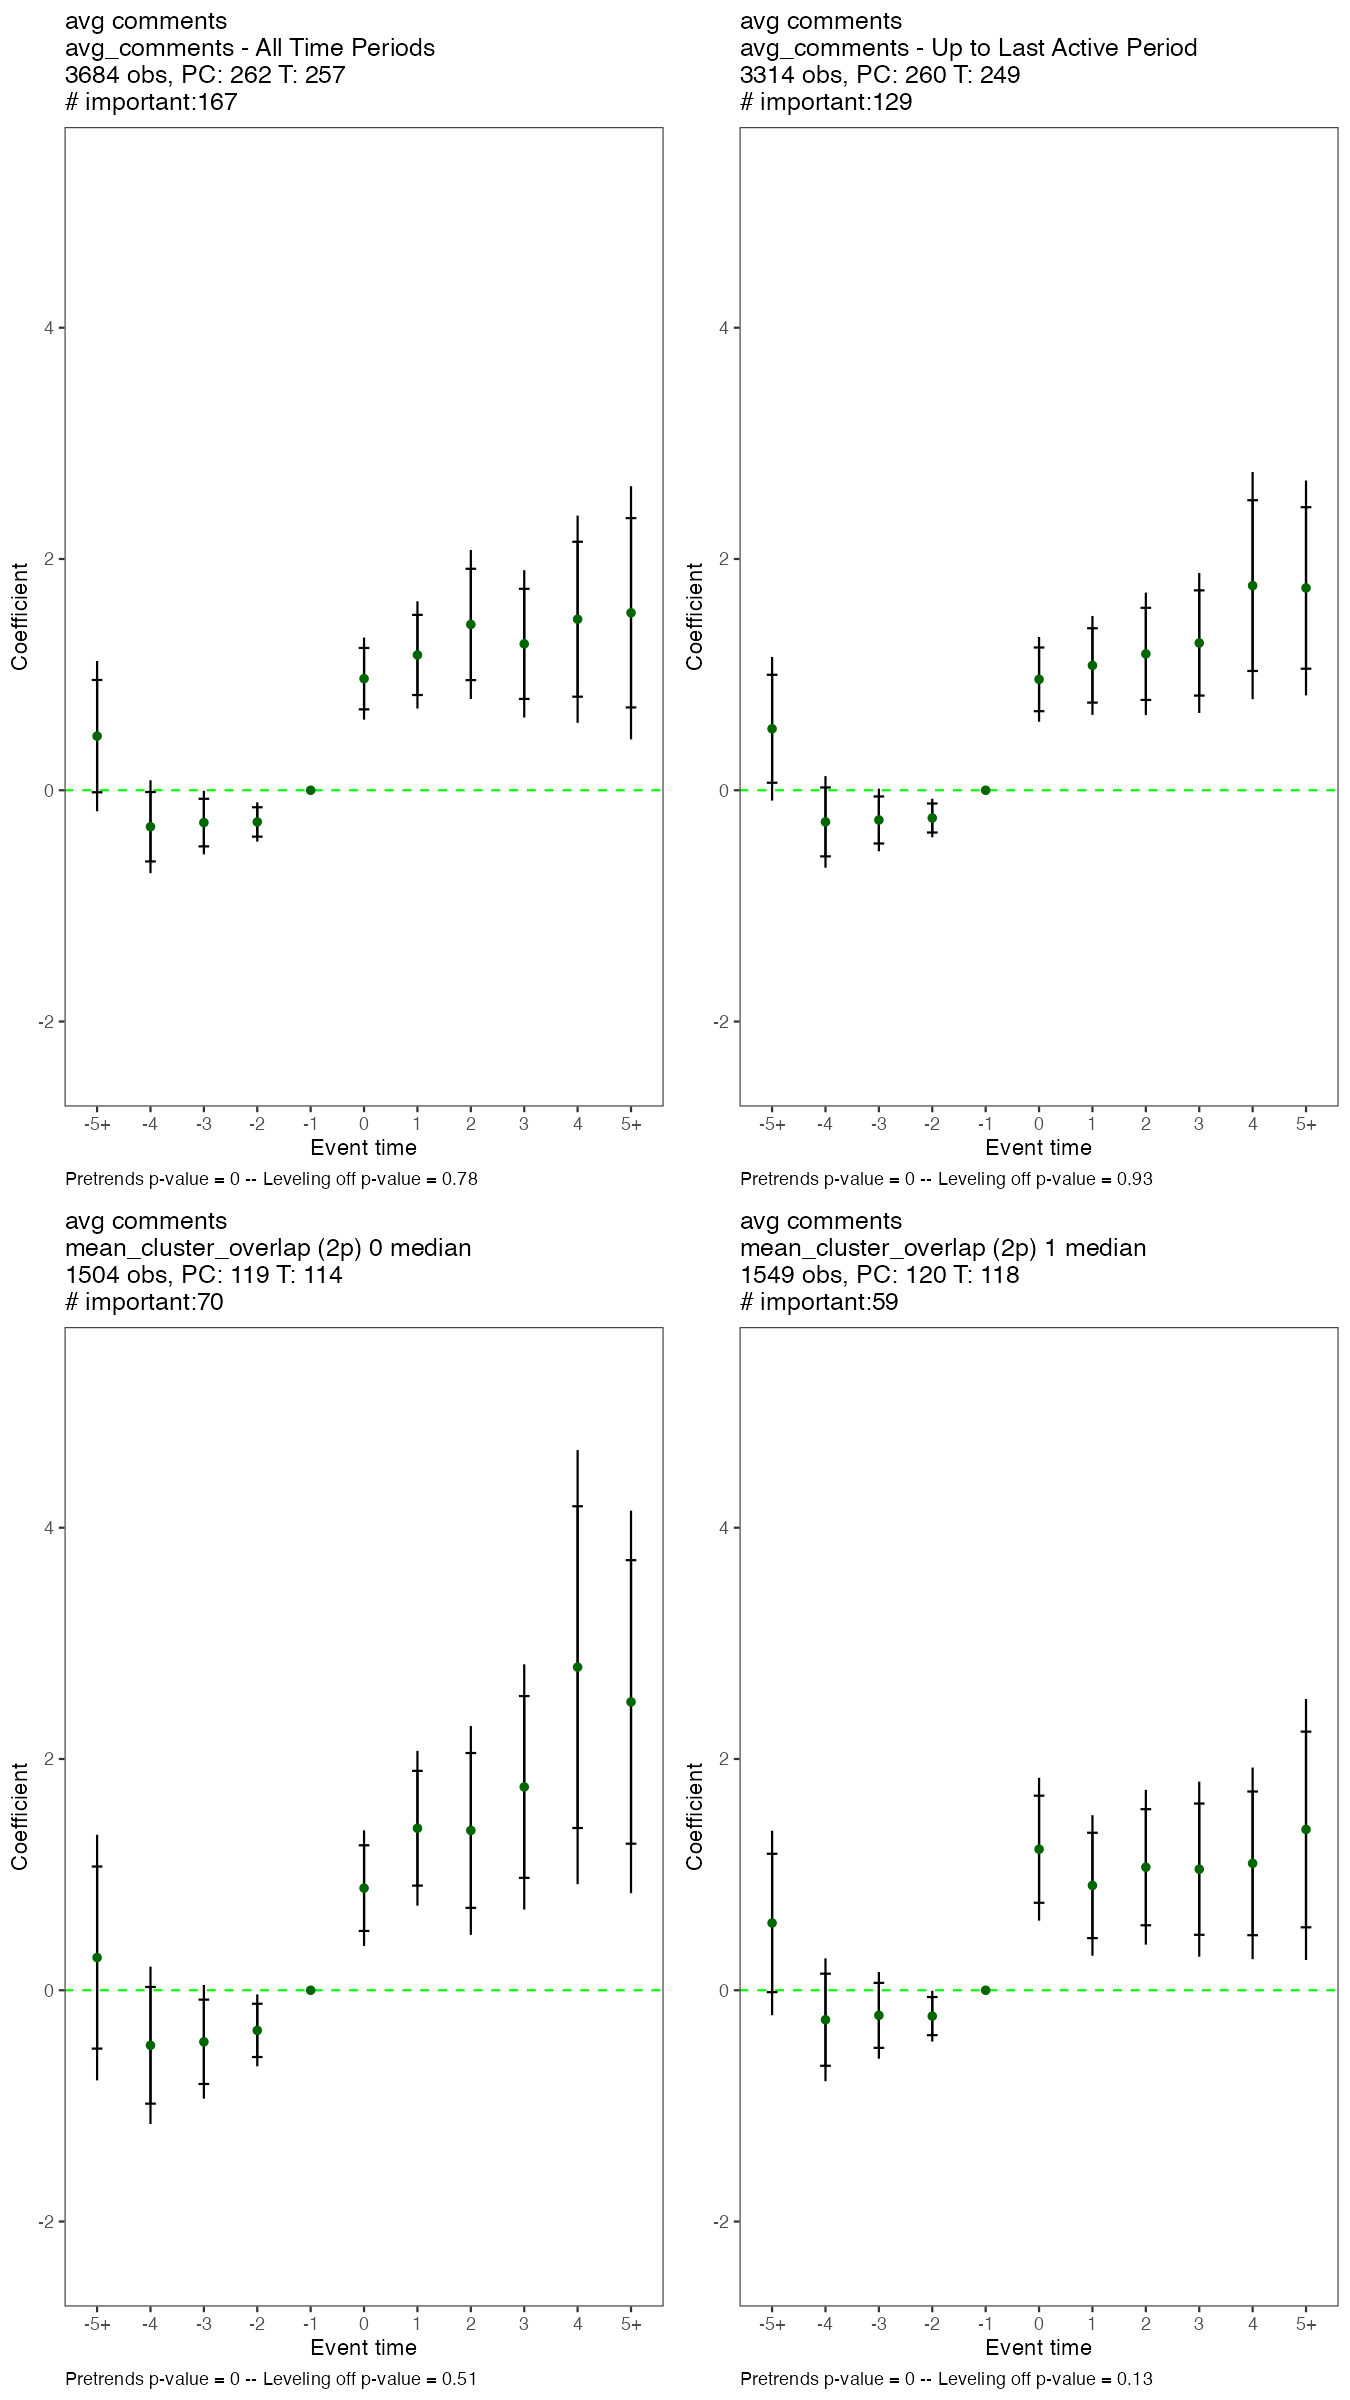 avg comments
avg_comments - All Time Periods
3684 obs, PC: 262 T: 257
# important:167
Coefficient
4
2
0
-2
-5+ -4 -3 -2 -1 0 1 2 3 4 5+
Event time
Pretrends p-value = 0 -- Leveling off p-value = 0.78
avg comments
avg_comments - Up to Last Active Period
3314 obs, PC: 260 T: 249
# important:129
Coefficient
4
2
0
-2
-5+ -4 -3 -2 -1 0 1 2 3 4 5+
Event time
Pretrends p-value = 0 -- Leveling off p-value = 0.93
avg comments
mean_cluster_overlap (2p) 0 median
1504 obs, PC: 119 T: 114
# important:70
Coefficient
4
2
0
-2
-5+ -4 -3 -2 -1 0 1 2 3 4 5+
Event time
Pretrends p-value = 0 -- Leveling off p-value = 0.51
avg comments
mean_cluster_overlap (2p) 1 median
1549 obs, PC: 120 T: 118
# important:59
Coefficient
4
2
0
-2
-5+ -4 -3 -2 -1 0 1 2 3 4 5+
Event time
Pretrends p-value = 0 -- Leveling off p-value = 0.13